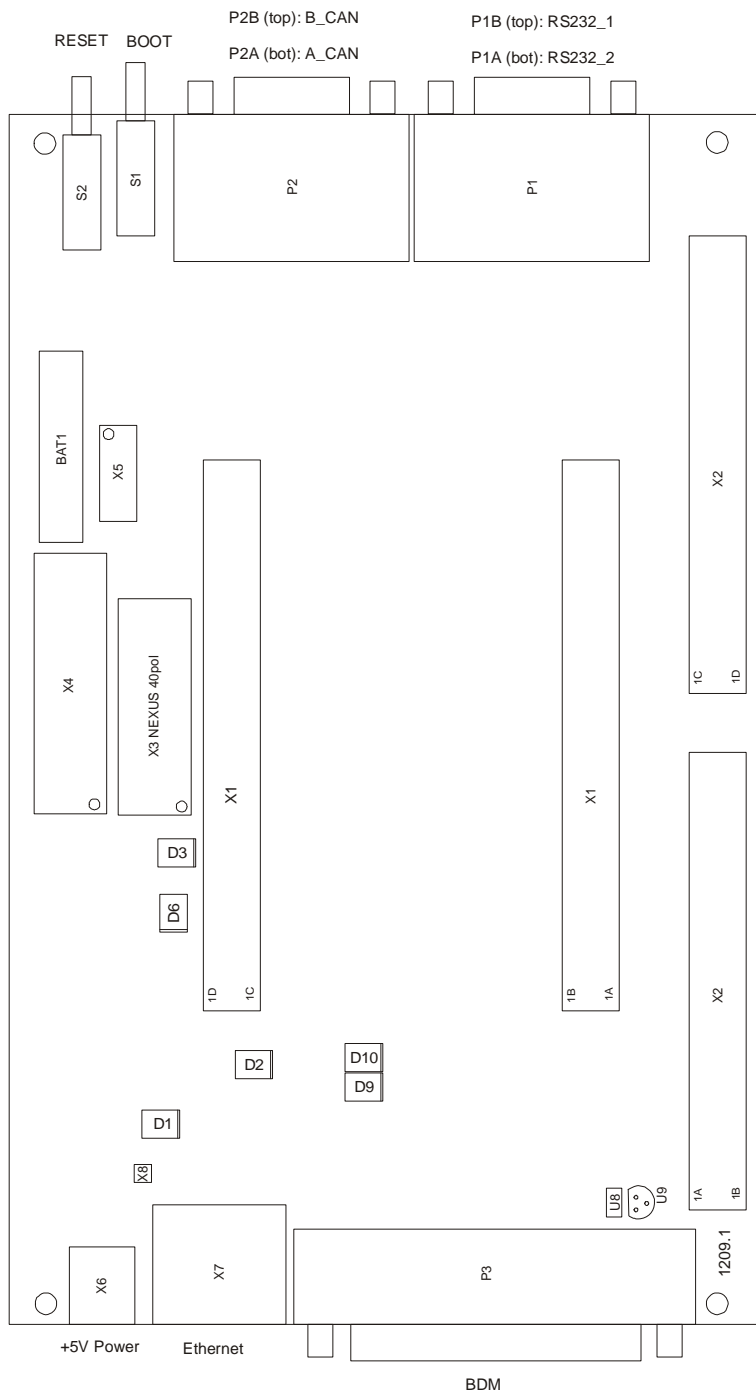 P2B (top): B_CAN
P1B (top): RS232_1
RESET
BOOT
P2A (bot): A_CAN
P1A (bot): RS232_2
S2
S1
P2
P1
BAT1
X5
X2
1C
1D
X4
X3 NEXUS 40pol
X1
X1
D3
D6
1D
1C
1B
1A
X2
D2
D10
D9
D1
X8
1A
1B
U8
U9
1209.1
X6
X7
P3
+5V Power
Ethernet
BDM